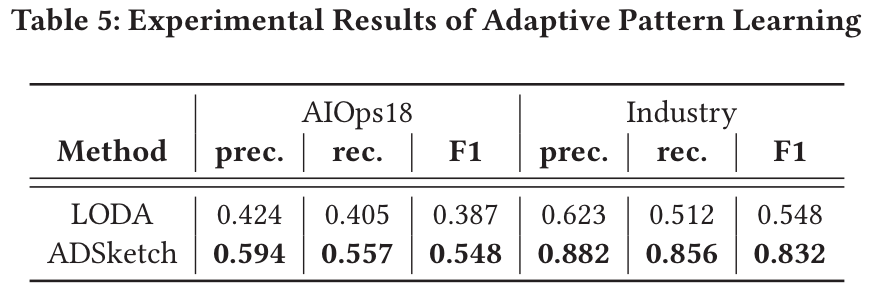 Table 5: Experimental Results of Adaptive Pattern Learning
AIOps18 Industry
Method prec. rec. F1 prec. rec. F1
LODA 0.424 0.405 0.387 0.623 0.512 0.548
ADSketch 0.594 0.557 0.548 0.882 0.856 0.832